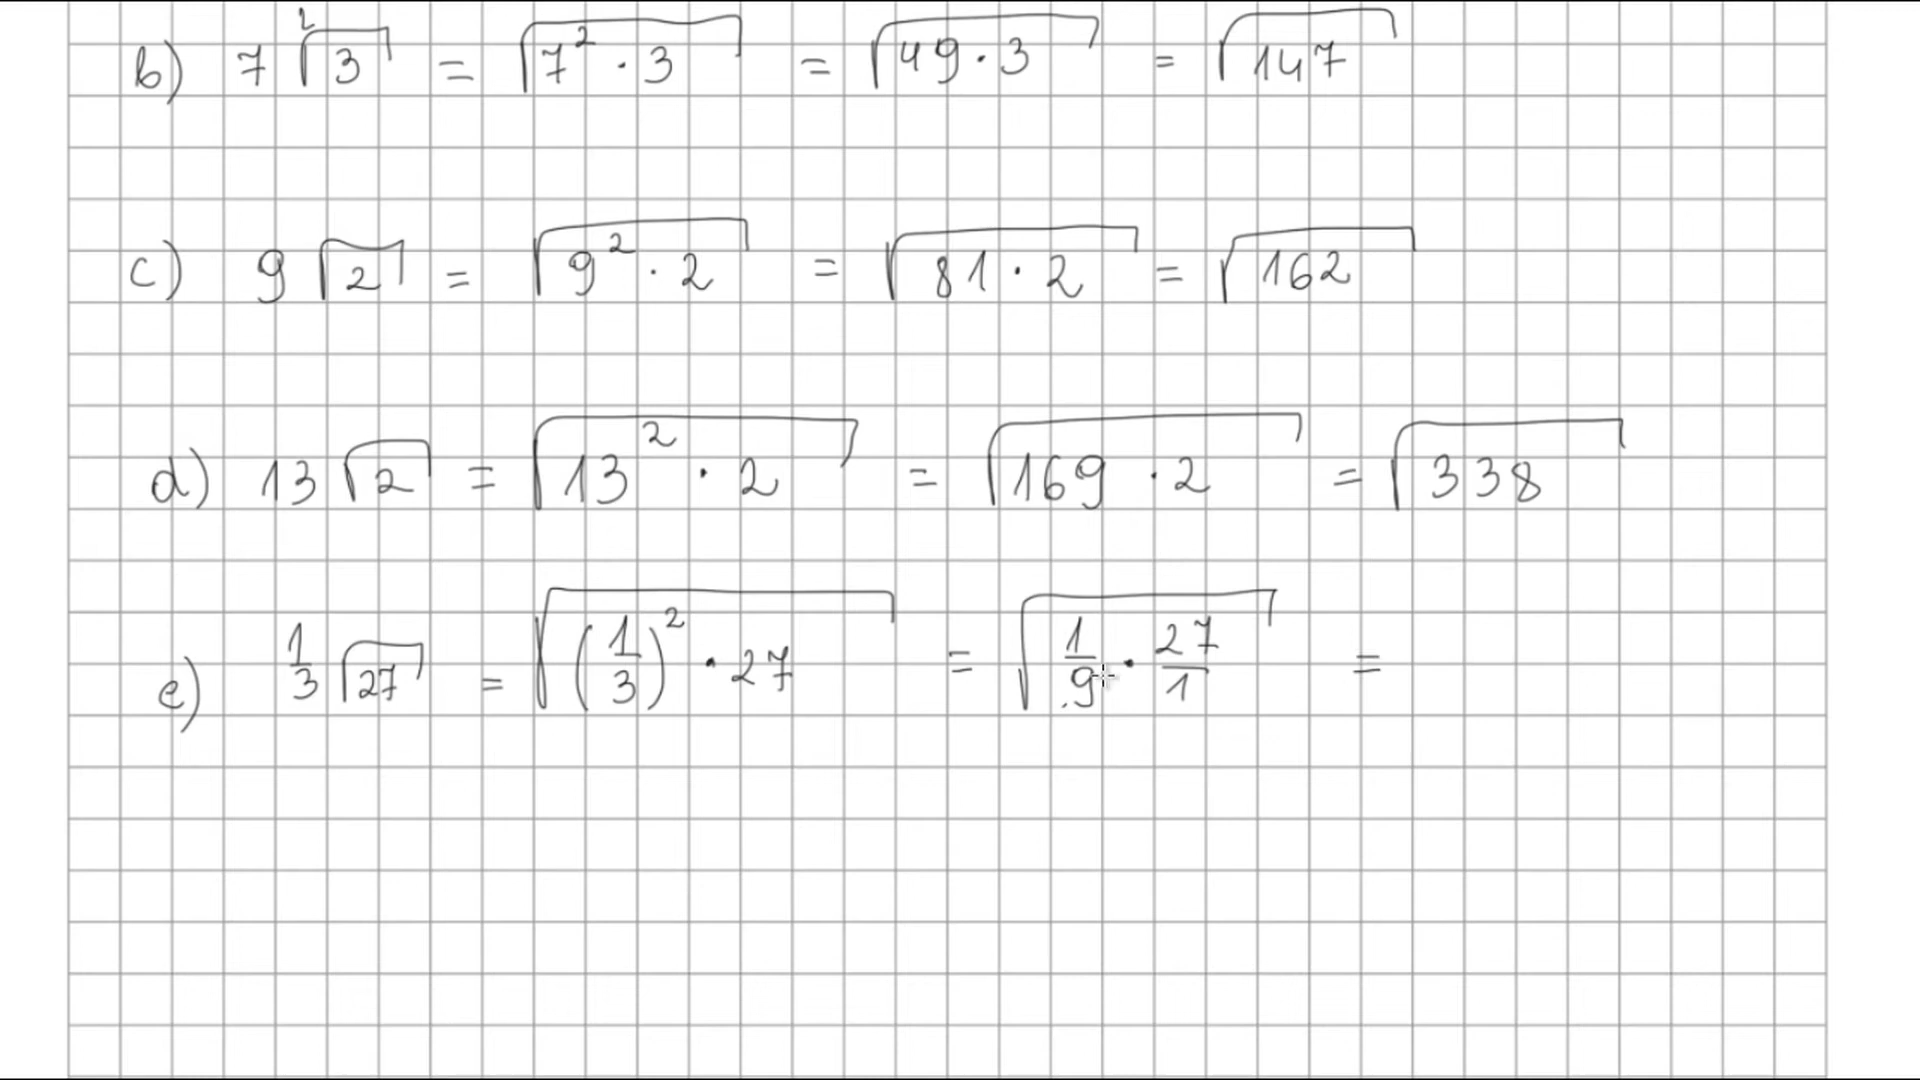 b) 7 ²√3 = √7² · 3 = √49 · 3 = √147
c) 9 √2 = √9² · 2 = √81 · 2 = √162
d) 13 √2 = √13² · 2 = √169 · 2 = √338
e) 1/3 √27 = √(1/3)² · 27 = √1/9 · 27/1 =